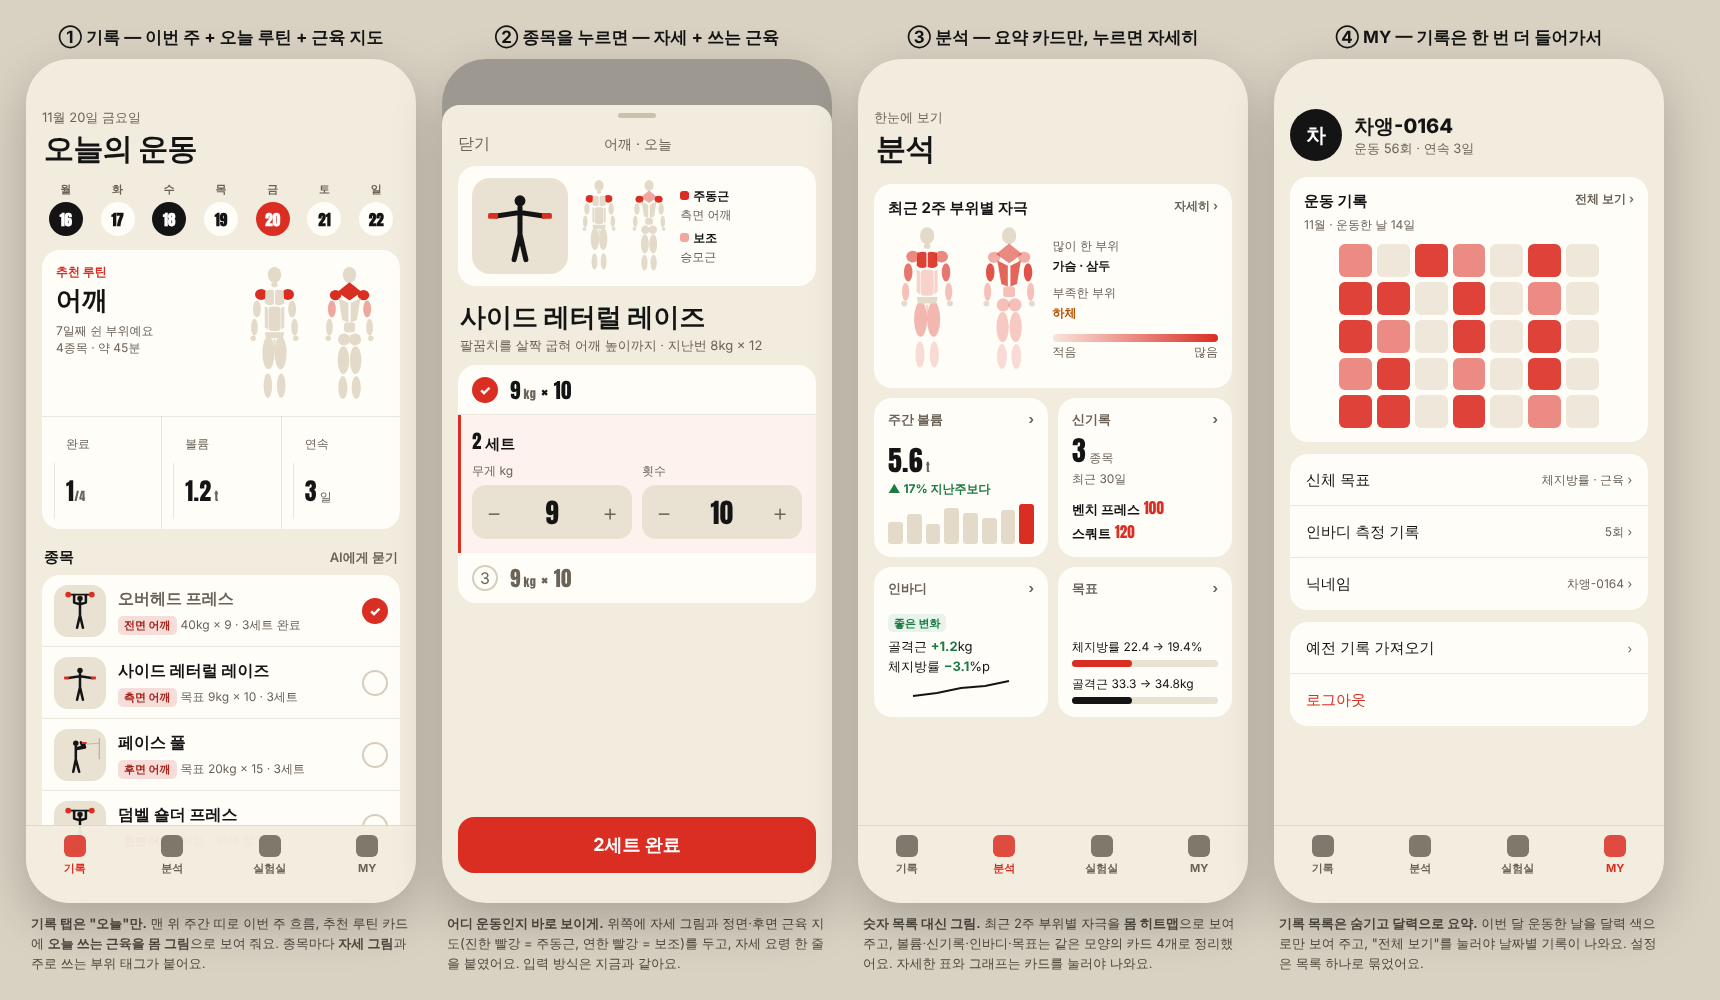 ① 기록 — 이번 주 + 오늘 루틴 + 근육 지도
11월 20일 금요일
오늘의 운동
월 화 수 목 금 토 일
16 17 18 19 20 21 22
추천 루틴
어깨
7일째 쉰 부위예요
4종목 · 약 45분
완료 볼륨 연속
1/4 1.2 t 3 일
종목 AI에게 묻기
오버헤드 프레스
전면 어깨 40kg × 9 · 3세트 완료
사이드 레터럴 레이즈
측면 어깨 목표 9kg × 10 · 3세트
페이스 풀
후면 어깨 목표 20kg × 15 · 3세트
덤벨 숄더 프레스
기록 분석 실험실 MY
기록 탭은 "오늘"만. 맨 위 주간 띠로 이번 주 흐름, 추천 루틴 카드
에 오늘 쓰는 근육을 몸 그림으로 보여 줘요. 종목마다 자세 그림과
주로 쓰는 부위 태그가 붙어요.
② 종목을 누르면 — 자세 + 쓰는 근육
닫기 어깨 · 오늘
주동근
측면 어깨
보조
승모근
사이드 레터럴 레이즈
팔꿈치를 살짝 굽혀 어깨 높이까지 · 지난번 8kg × 12
9 kg × 10
2 세트
무게 kg 횟수
− 9 + − 10 +
3 9 kg × 10
2세트 완료
어디 운동인지 바로 보이게. 위쪽에 자세 그림과 정면·후면 근육 지
도(진한 빨강 = 주동근, 연한 빨강 = 보조)를 두고, 자세 요령 한 줄
을 붙였어요. 입력 방식은 지금과 같아요.
③ 분석 — 요약 카드만, 누르면 자세히
한눈에 보기
분석
최근 2주 부위별 자극 자세히 ›
많이 한 부위
가슴 · 삼두
부족한 부위
하체
적음 많음
주간 볼륨 ›
5.6 t
▲ 17% 지난주보다
신기록 ›
3 종목
최근 30일
벤치 프레스 100
스쿼트 120
인바디 ›
좋은 변화
골격근 +1.2kg
체지방률 −3.1%p
목표 ›
체지방률 22.4 → 19.4%
골격근 33.3 → 34.8kg
기록 분석 실험실 MY
숫자 목록 대신 그림. 최근 2주 부위별 자극을 몸 히트맵으로 보여
주고, 볼륨·신기록·인바디·목표는 같은 모양의 카드 4개로 정리했
어요. 자세한 표와 그래프는 카드를 눌러야 나와요.
④ MY — 기록은 한 번 더 들어가서
차
차앵-0164
운동 56회 · 연속 3일
운동 기록 전체 보기 ›
11월 · 운동한 날 14일
신체 목표 체지방률 · 근육 ›
인바디 측정 기록 5회 ›
닉네임 차앵-0164 ›
예전 기록 가져오기 ›
로그아웃
기록 분석 실험실 MY
기록 목록은 숨기고 달력으로 요약. 이번 달 운동한 날을 달력 색으
로만 보여 주고, "전체 보기"를 눌러야 날짜별 기록이 나와요. 설정
은 목록 하나로 묶었어요.